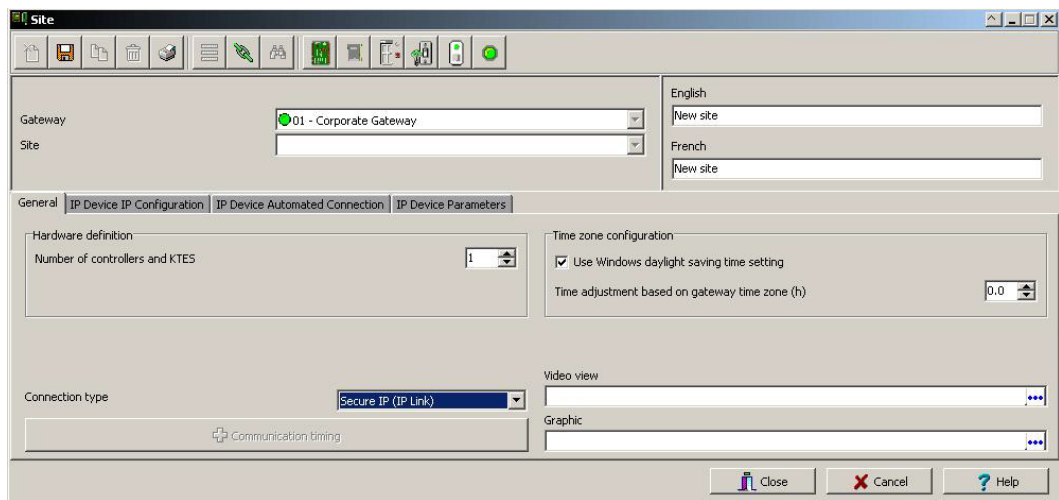 Site
English
Gateway
01 - Corporate Gateway
New site
Site
French
New site
General
IP Device IP Configuration
IP Device Automated Connection
IP Device Parameters
Hardware definition
Number of controllers and KTES
1
Time zone configuration
Use Windows daylight saving time setting
Time adjustment based on gateway time zone (h)
0.0
Video view
Connection type
Secure IP (IP Link)
Graphic
Communication timing
Close
Cancel
Help